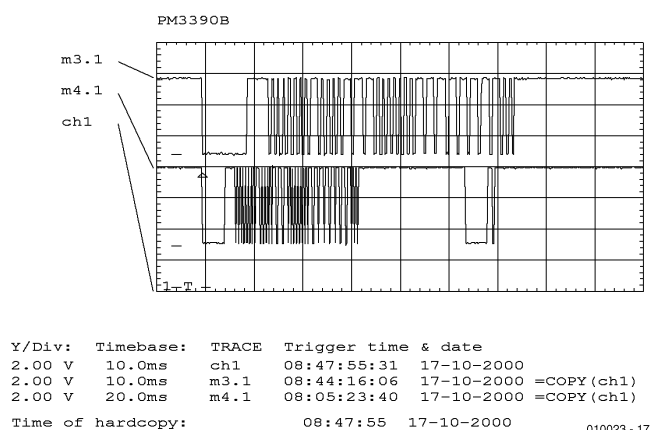 PM3390B
m3.1
m4.1
ch1
1 T
Y/Div: Timebase: TRACE Trigger time & date
2.00 V 10.0ms ch1 08:47:55:31 17-10-2000
2.00 V 10.0ms m3.1 08:44:16:06 17-10-2000 =COPY(ch1)
2.00 V 20.0ms m4.1 08:05:23:40 17-10-2000 =COPY(ch1)
Time of hardcopy: 08:47:55 17-10-2000
010023 - 17